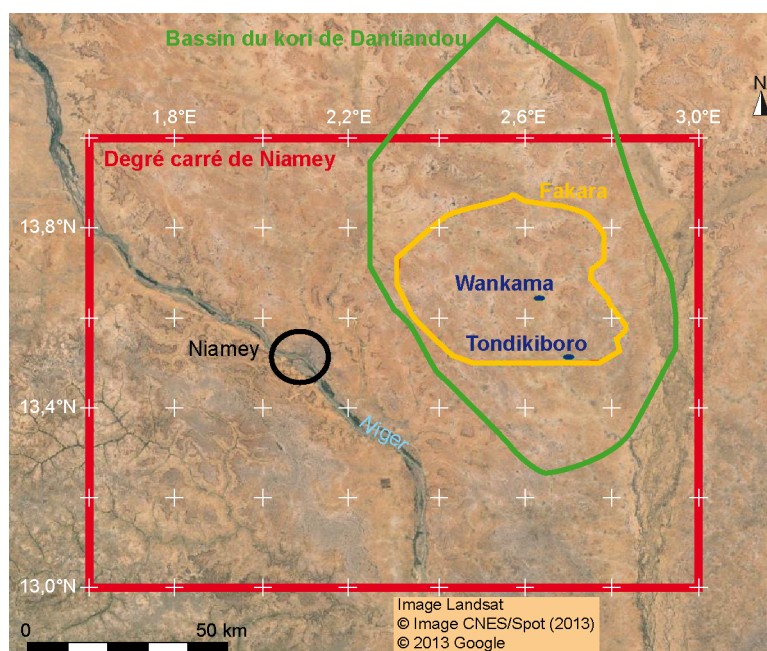 Bassin du kori de Dantiandou
N
1,8°E
2,2°E
2,6°E
3,0°E
Degré carré de Niamey
Fakara
13,8°N
Wankama
Niamey
Tondikiboro
13,4°N
Niger
13,0°N
Image Landsat
© Image CNES/Spot (2013)
© 2013 Google
0
50 km